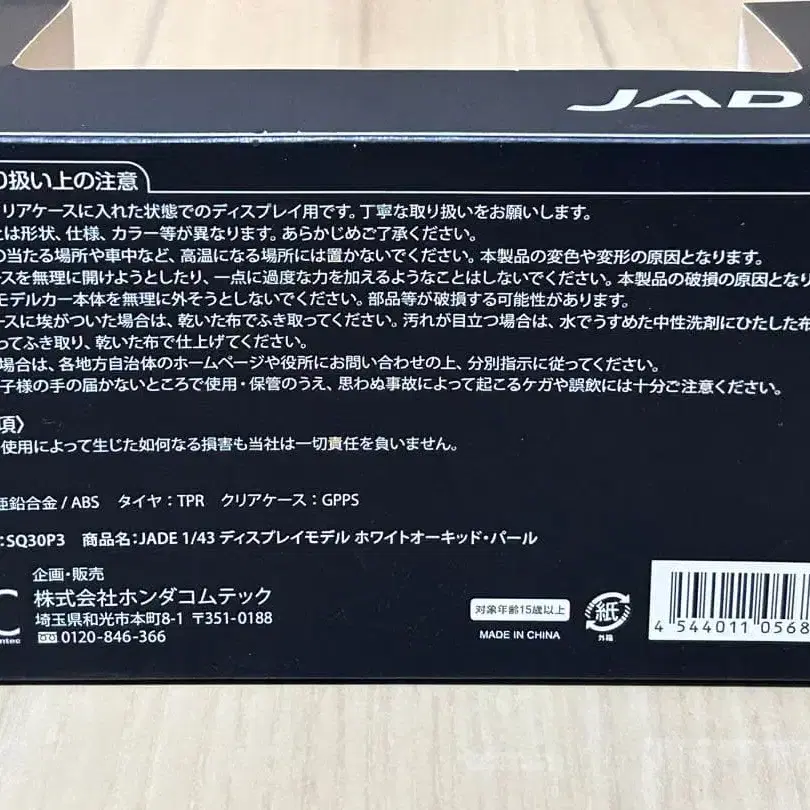 JAD
り扱い上の注意
リアケースに入れた状態でのディスプレイ用です。丁寧な取り扱いをお願いします。
は形状、仕様、カラー等が異なります。あらかじめご了承ください。
の当たる場所や車中など、高温になる場所には置かないでください。本製品の変色や変形の原因となります。
ースを無理に開けようとしたり、一点に過度な力を加えるようなことはしないでください。本製品の破損の原因となり
モデルカー本体を無理に外そうとしないでください。部品等が破損する可能性があります。
ースに埃がついた場合は、乾いた布でふき取ってください。汚れが目立つ場合は、水でうすめた中性洗剤にひたした布
ってふき取り、乾いた布で仕上げてください。
場合は、各地方自治体のホームページや役所にお問い合わせの上、分別指示に従ってください。
子様の手の届かないところで使用・保管のうえ、思わぬ事故によって起こるケガや誤飲には十分ご注意ください。
項〉
使用によって生じた如何なる損害も当社は一切責任を負いません。
亜鉛合金 / ABS タイヤ：TPR クリアケース：GPPS
:SQ30P3 商品名：JADE 1/43 ディスプレイモデル ホワイトオーキッド・パール
企画・販売
株式会社ホンダコムテック
埼玉県和光市本町8-1 〒351-0188
0120-846-366
C
ntec
対象年齢15歳以上
MADE IN CHINA
紙
外箱
4 544011 0568